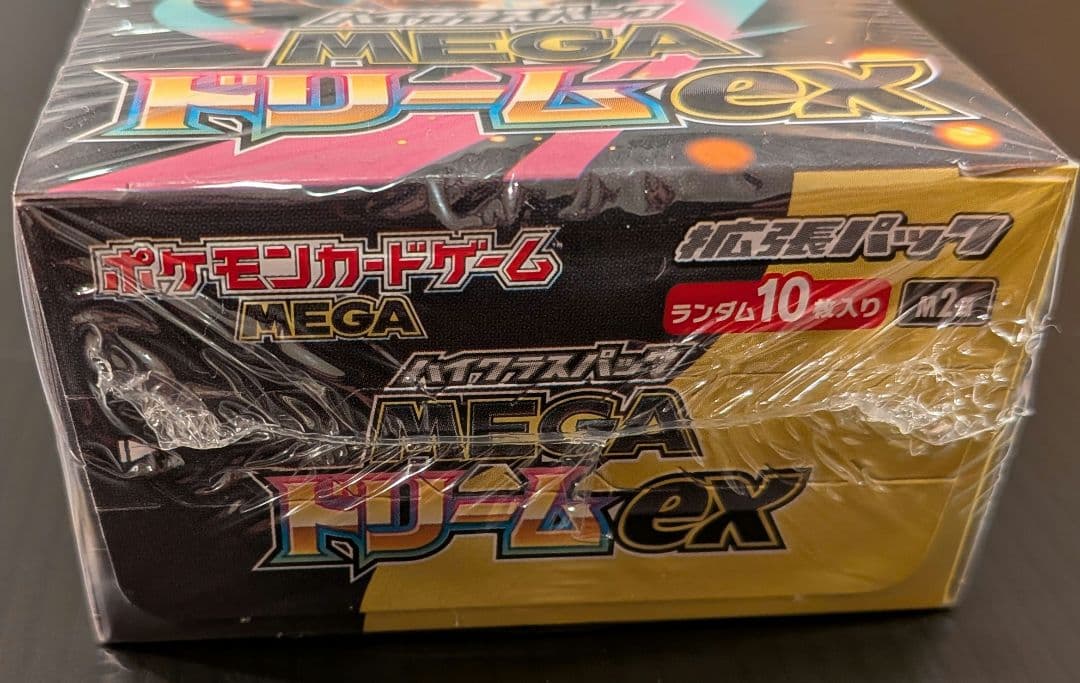 ハイクラスパック
MEGA
ドリームex
ポケモンカードゲーム
MEGA
拡張パック
ランダム10枚入り
M2a
ハイクラスパック
MEGA
ドリームex